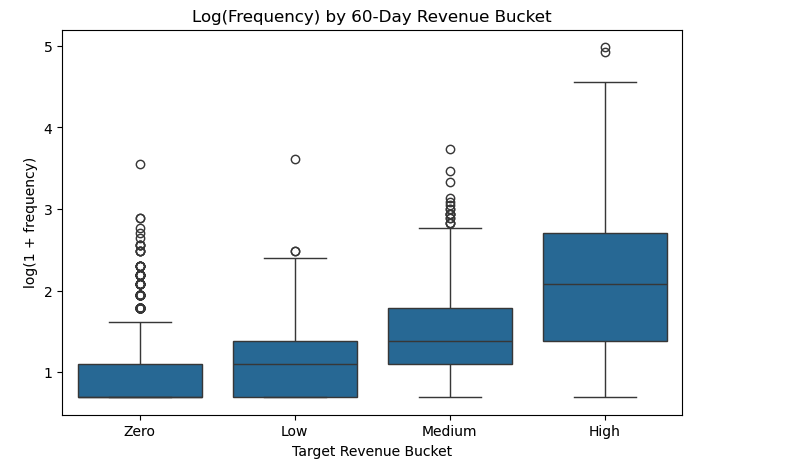 Log(Frequency) by 60-Day Revenue Bucket
5
4
3
2
1
log(1 + frequency)
Zero Low Medium High
Target Revenue Bucket